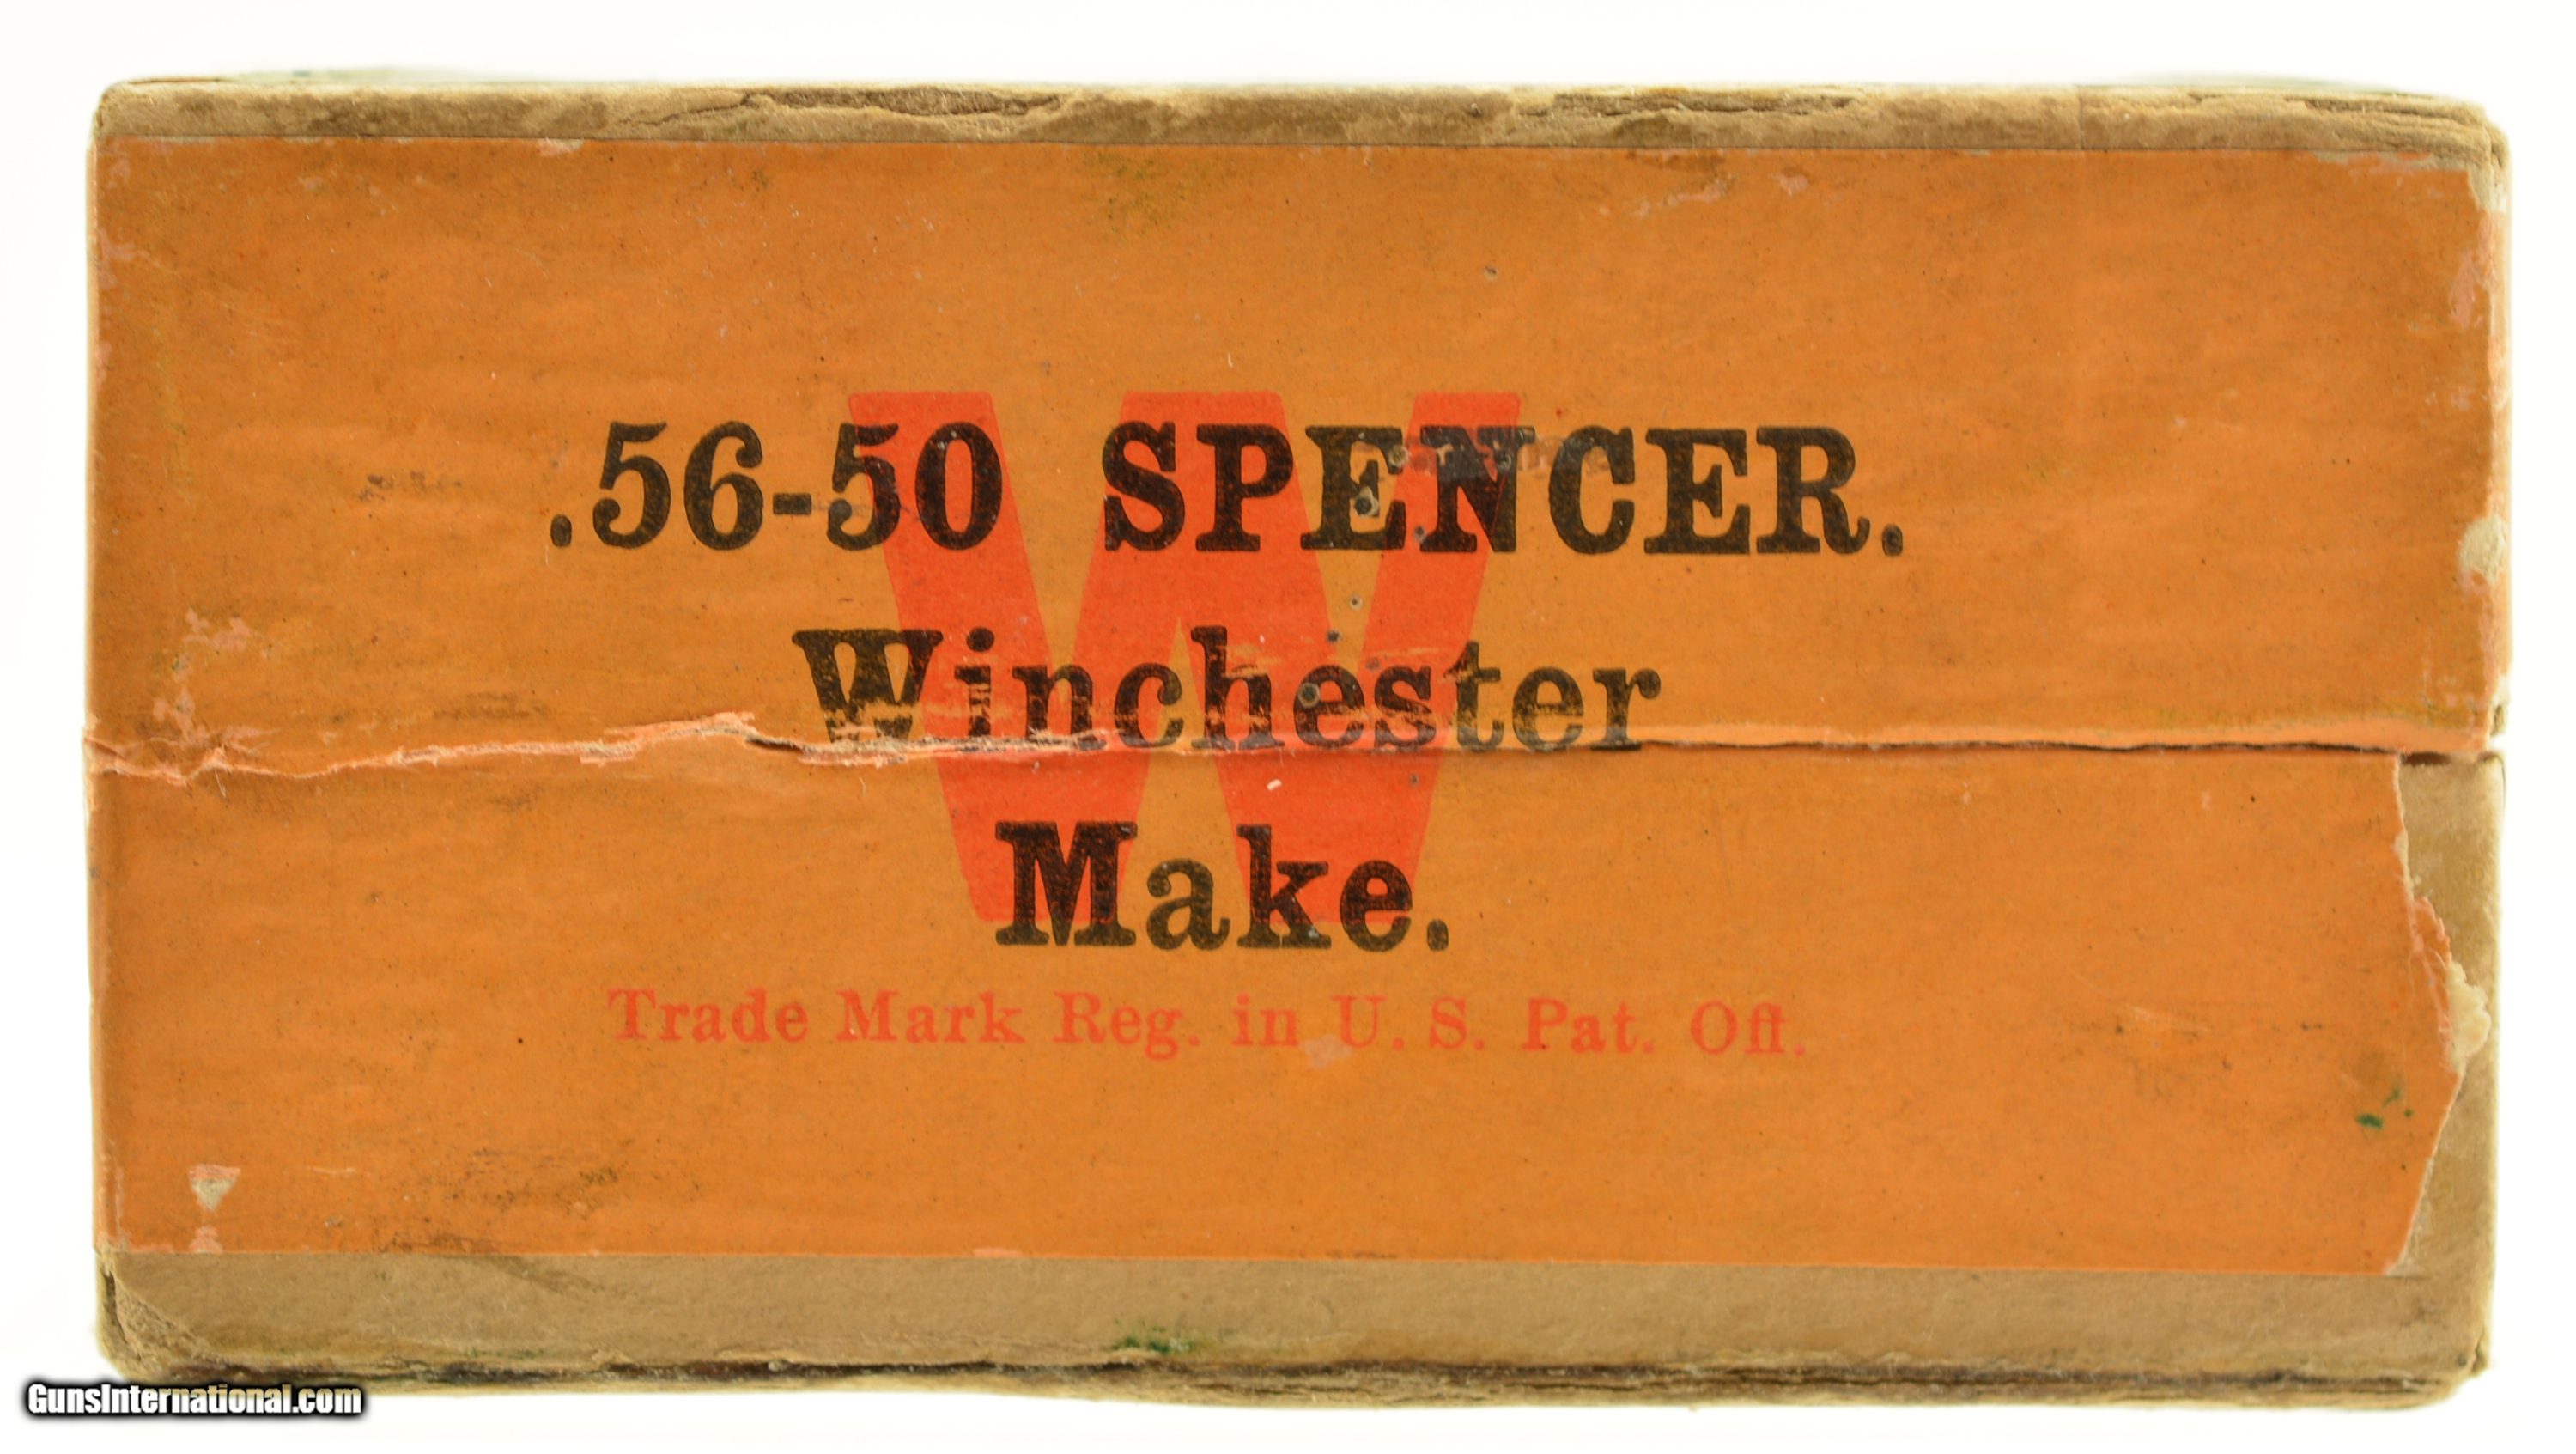 .56-50 SPENCER.
Winchester
Make.
Trade Mark Reg. in U. S. Pat. Off.
W
GunsInternational.com